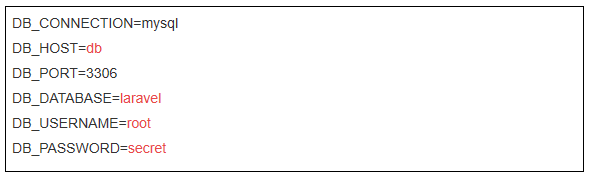 DB_CONNECTION=mysql
DB_HOST=db
DB_PORT=3306
DB_DATABASE=laravel
DB_USERNAME=root
DB_PASSWORD=secret